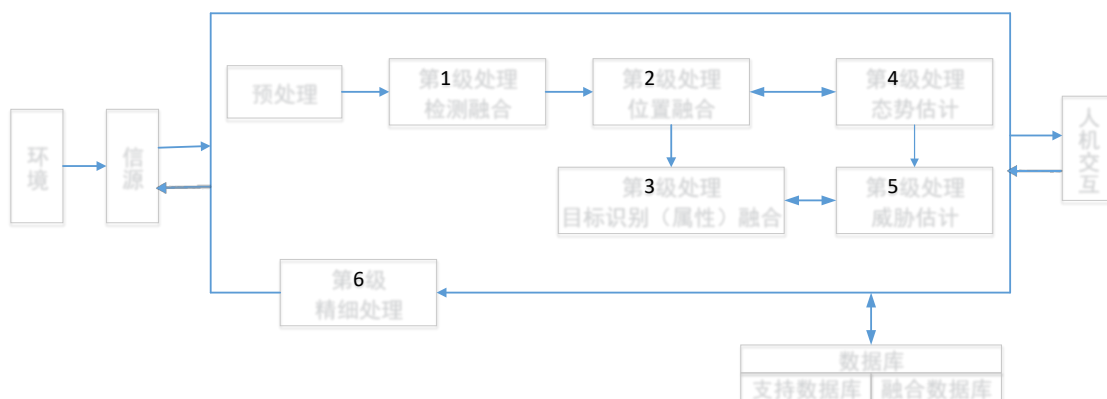 预处理
第1级处理
检测融合
第2级处理
位置融合
第4级处理
态势估计
环境
信源
人机交互
第3级处理
目标识别（属性）融合
第5级处理
威胁估计
第6级
精细处理
数据库
支持数据库
融合数据库